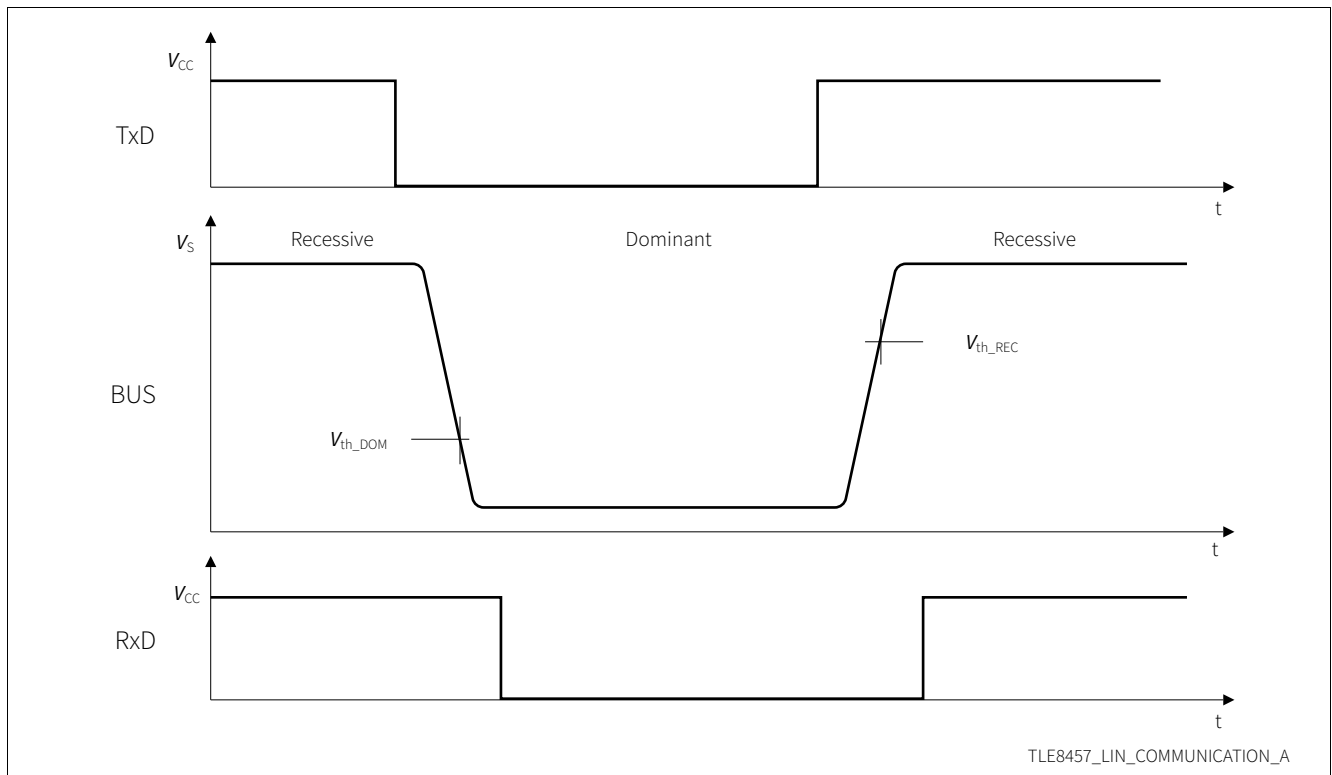 VCC
TxD
t
VS
Recessive Dominant Recessive
Vth_REC
BUS
Vth_DOM
t
VCC
RxD
t
TLE8457_LIN_COMMUNICATION_A